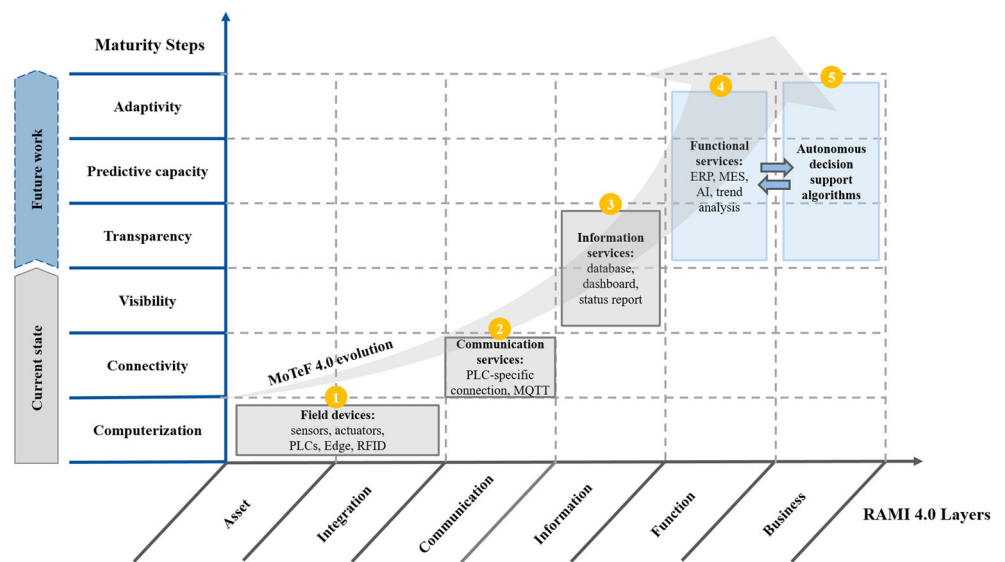 Maturity Steps
Adaptivity
Predictive capacity
Transparency
Visibility
Connectivity
Computerization
Future work
Current state
MoTeF 4.0 evolution
1
Field devices:
sensors, actuators,
PLCs, Edge, RFID
2
Communication
services:
PLC-specific
connection, MQTT
3
Information
services:
database,
dashboard,
status report
4
Functional
services:
ERP, MES,
AI, trend
analysis
5
Autonomous
decision
support
algorithms
Asset
Integration
Communication
Information
Function
Business
RAMI 4.0 Layers